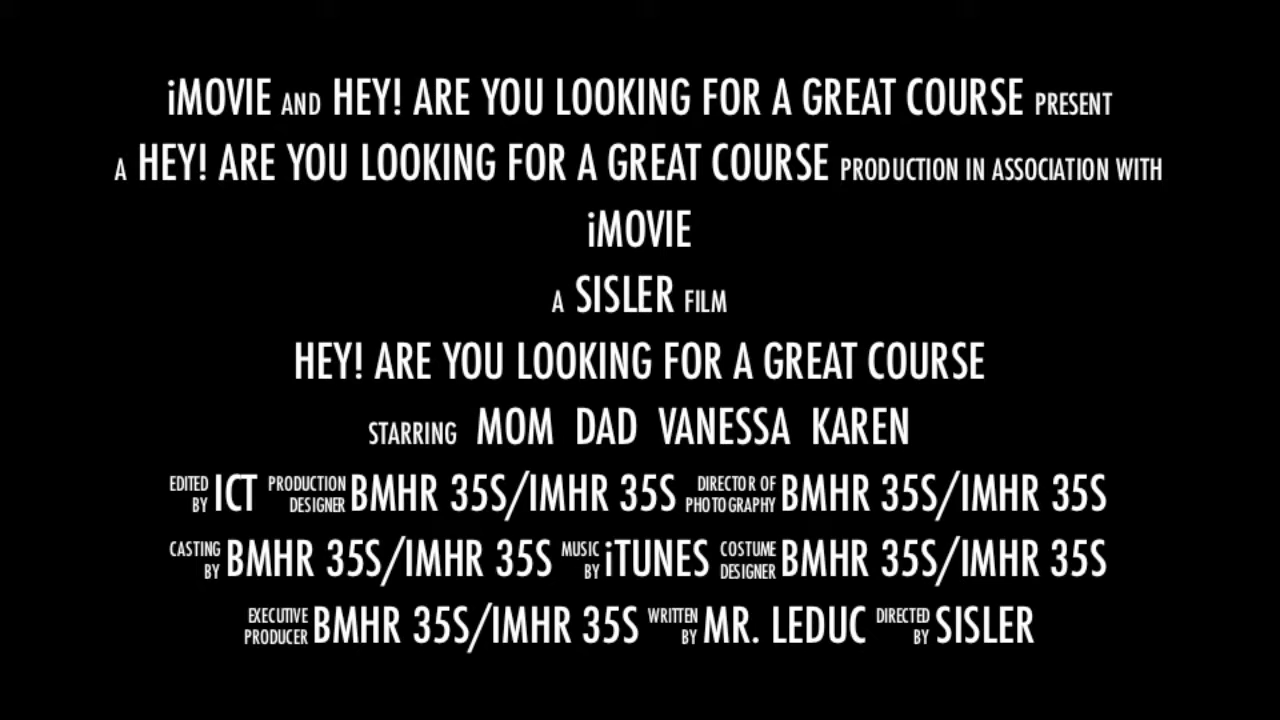 iMOVIE AND HEY! ARE YOU LOOKING FOR A GREAT COURSE PRESENT
A HEY! ARE YOU LOOKING FOR A GREAT COURSE PRODUCTION IN ASSOCIATION WITH
iMOVIE
A SISLER FILM
HEY! ARE YOU LOOKING FOR A GREAT COURSE
STARRING MOM DAD VANESSA KAREN
EDITED BY ICT PRODUCTION DESIGNER BMHR 35S/IMHR 35S DIRECTOR OF PHOTOGRAPHY BMHR 35S/IMHR 35S
CASTING BY BMHR 35S/IMHR 35S MUSIC BY iTUNES COSTUME DESIGNER BMHR 35S/IMHR 35S
EXECUTIVE PRODUCER BMHR 35S/IMHR 35S WRITTEN BY MR. LEDUC DIRECTED BY SISLER